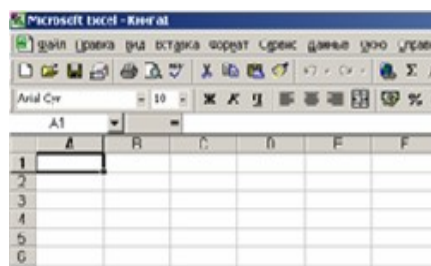 Microsoft Excel - Книга1
Файл Правка Вид Вставка Формат Сервис Данные Окно Справка
Arial Cyr 10 Ж К Ч %
A1 =
A B C D E F
1
2
3
4
5
6